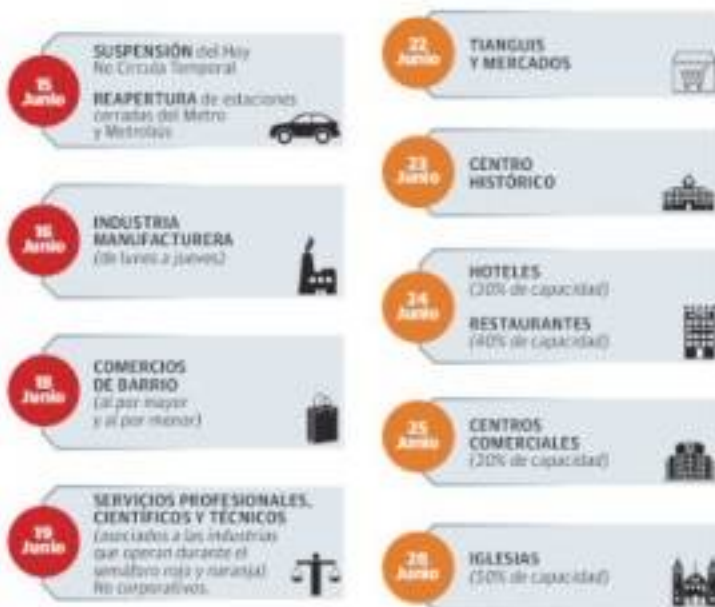 15
Junio
SUSPENSIÓN del Hoy
No Circula Temporal
REAPERTURA de estaciones
cerradas del Metro
y Metrobús
16
Junio
INDUSTRIA
MANUFACTURERA
(de lunes a jueves)
18
Junio
COMERCIOS
DE BARRIO
(al por mayor
y al por menor)
19
Junio
SERVICIOS PROFESIONALES,
CIENTÍFICOS Y TÉCNICOS
(asociados a las industrias
que operan durante el
semáforo rojo y naranja)
No corporativos.
22
Junio
TIANGUIS
Y MERCADOS
23
Junio
CENTRO
HISTÓRICO
24
Junio
HOTELES
(30% de capacidad)
RESTAURANTES
(40% de capacidad)
25
Junio
CENTROS
COMERCIALES
(30% de capacidad)
Junio
IGLESIAS
(50% de capacidad)